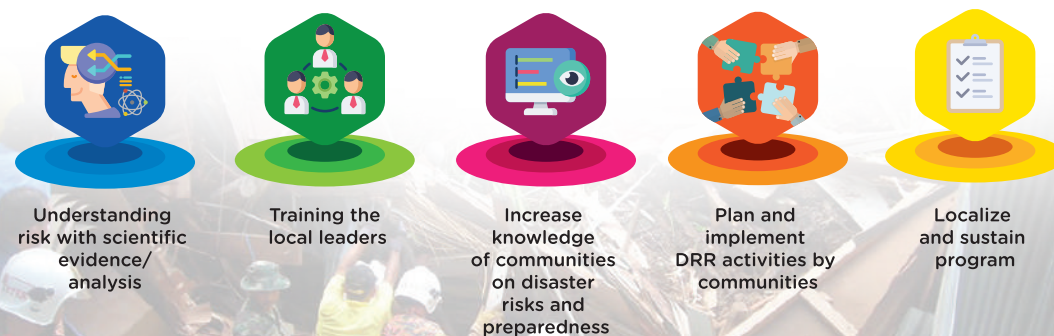 Understanding
risk with scientific
evidence/
analysis
Training the
local leaders
Increase
knowledge
of communities
on disaster
risks and
preparedness
Plan and
implement
DRR activities by
communities
Localize
and sustain
program